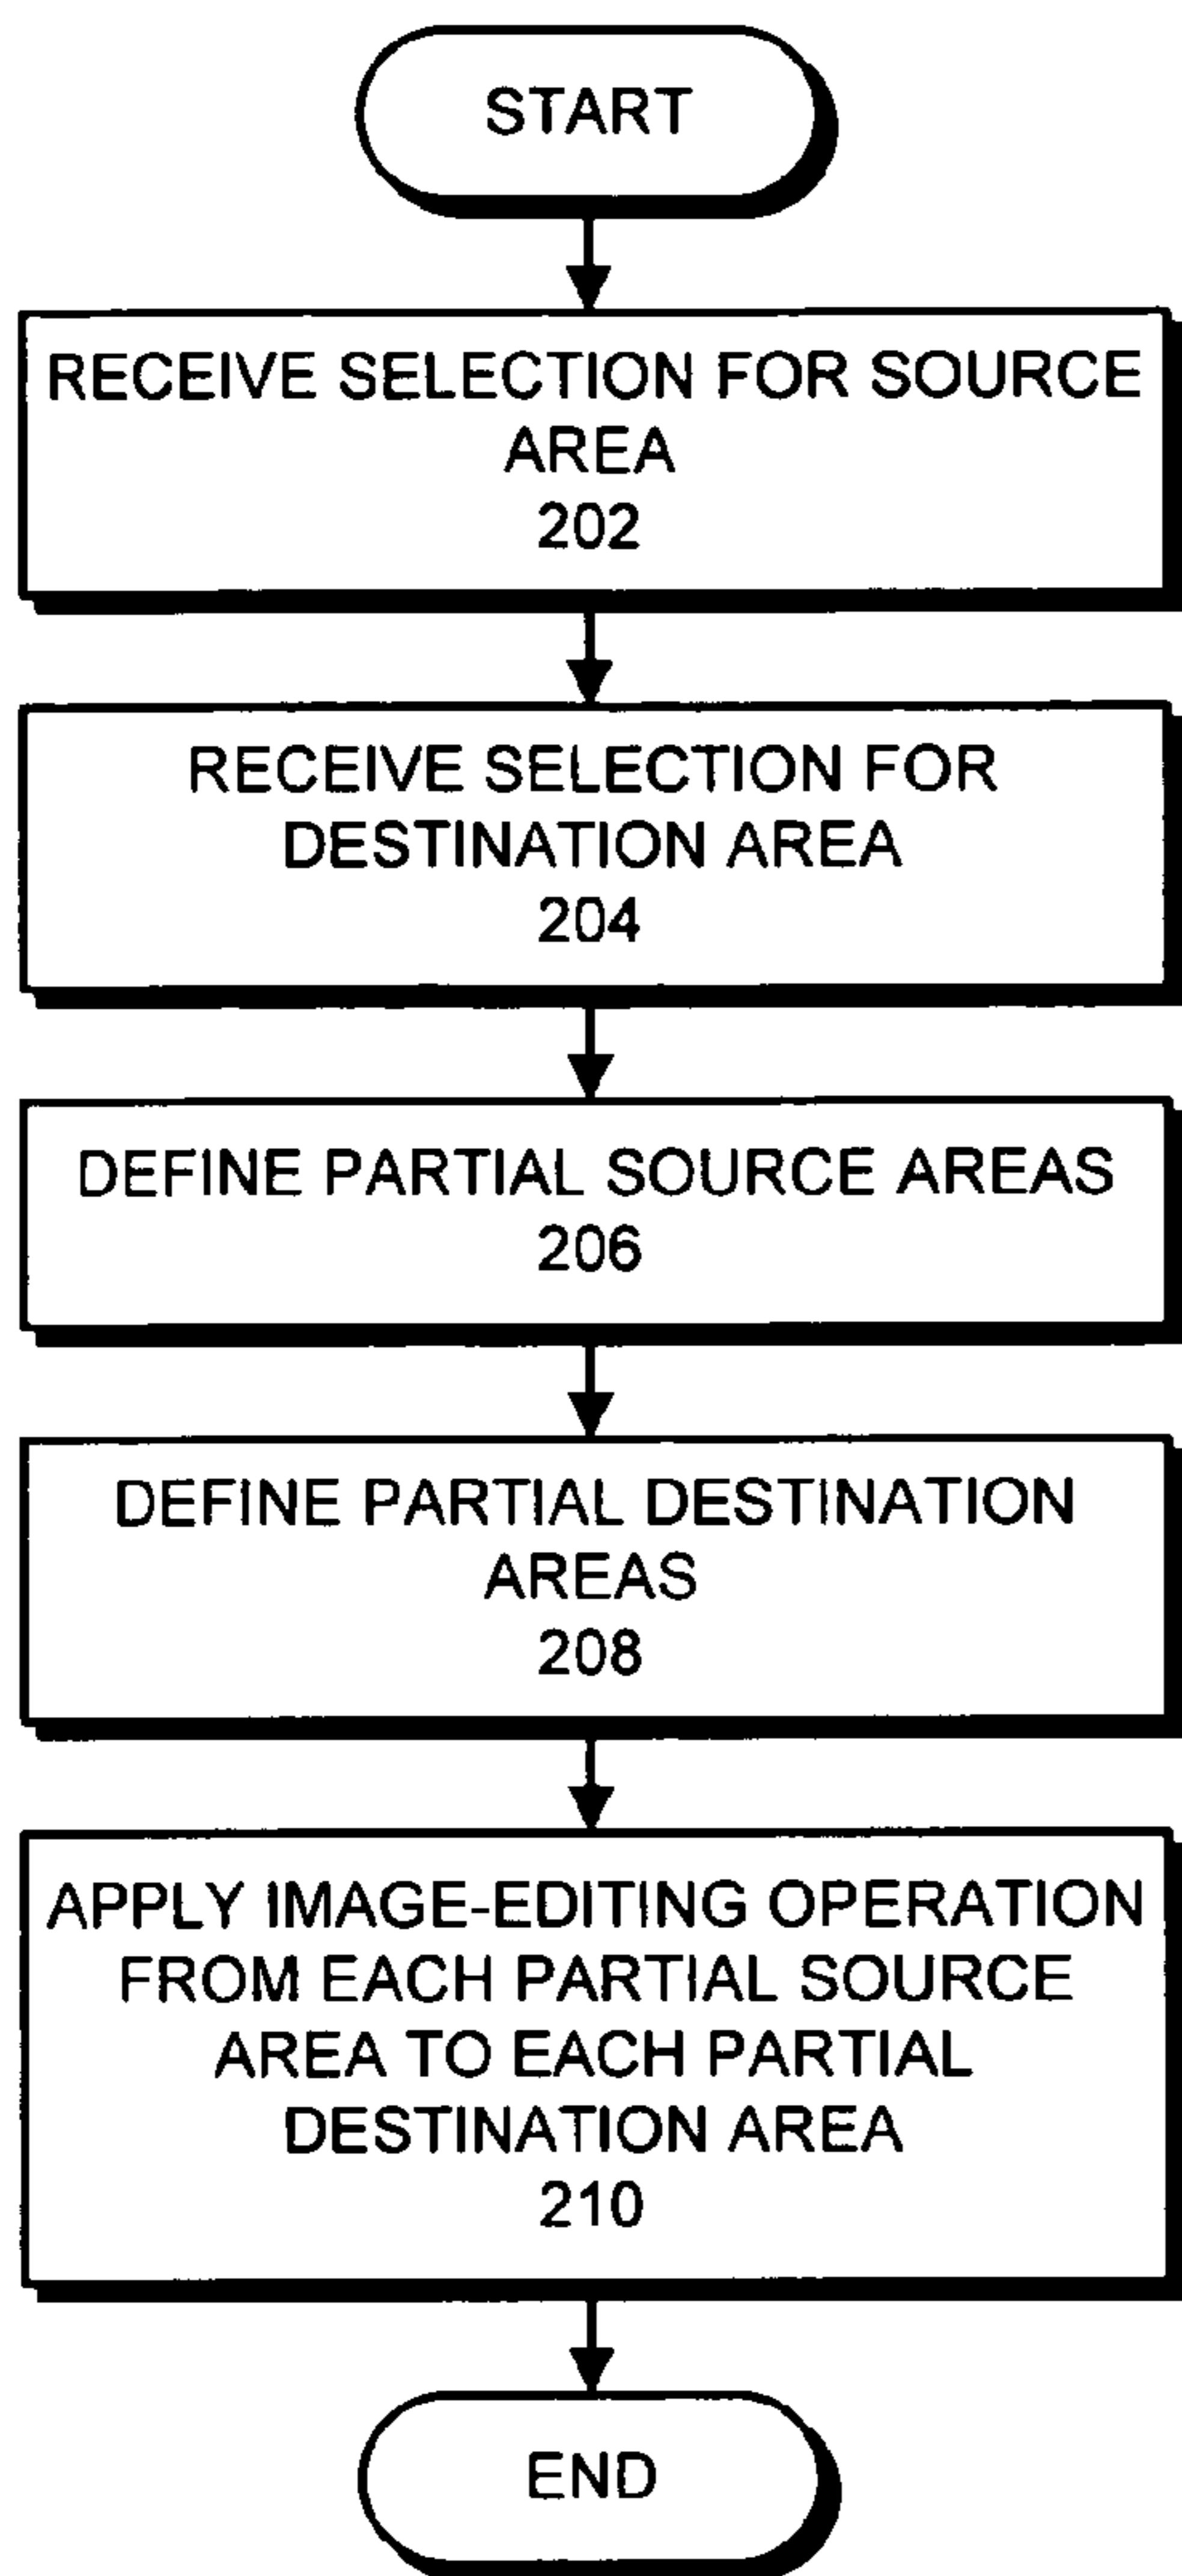 START
RECEIVE SELECTION FOR SOURCE
AREA
202
RECEIVE SELECTION FOR
DESTINATION AREA
204
DEFINE PARTIAL SOURCE AREAS
206
DEFINE PARTIAL DESTINATION
AREAS
208
APPLY IMAGE-EDITING OPERATION
FROM EACH PARTIAL SOURCE
AREA TO EACH PARTIAL
DESTINATION AREA
210
END